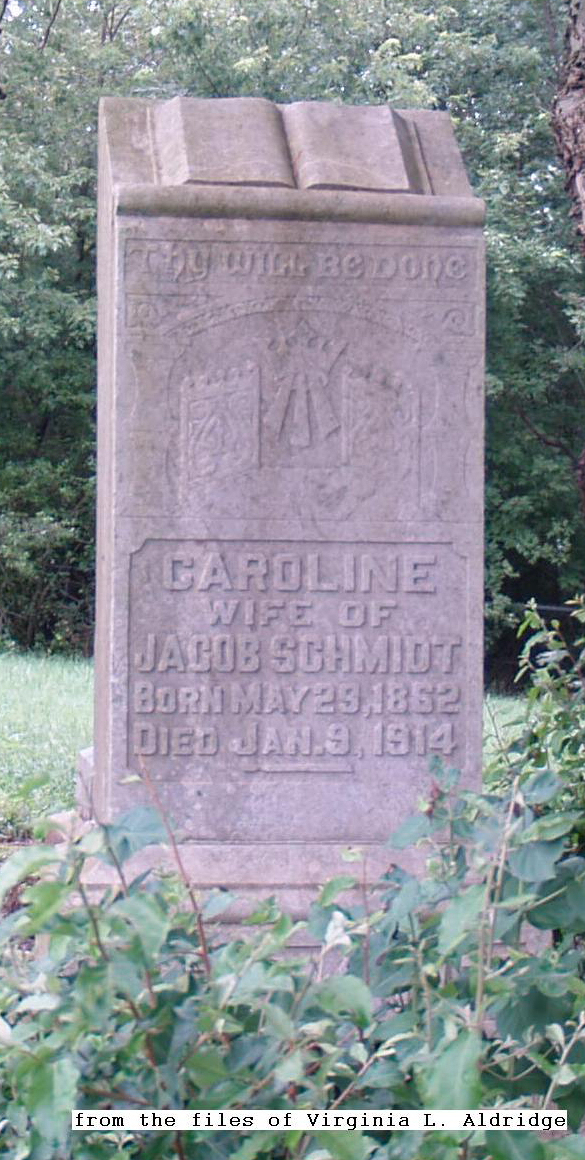 Thy Will Be Done
CAROLINE
WIFE OF
JACOB SCHMIDT
BORN MAY 29, 1852
DIED JAN. 9, 1914
from the files of Virginia L. Aldridge